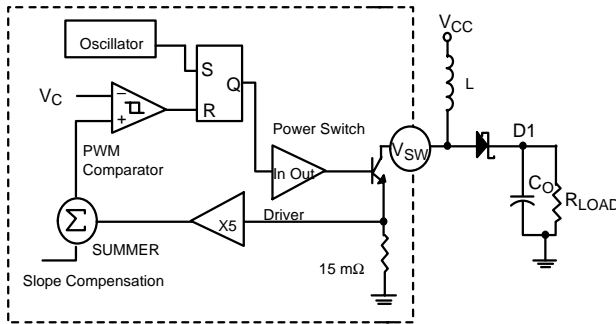 Oscillator
S
Q
R
V_C
−
+
PWM
Comparator
Power Switch
In Out
V_SW
V_CC
L
D1
C_O
R_LOAD
Driver
X5
Σ
SUMMER
15 mΩ
Slope Compensation